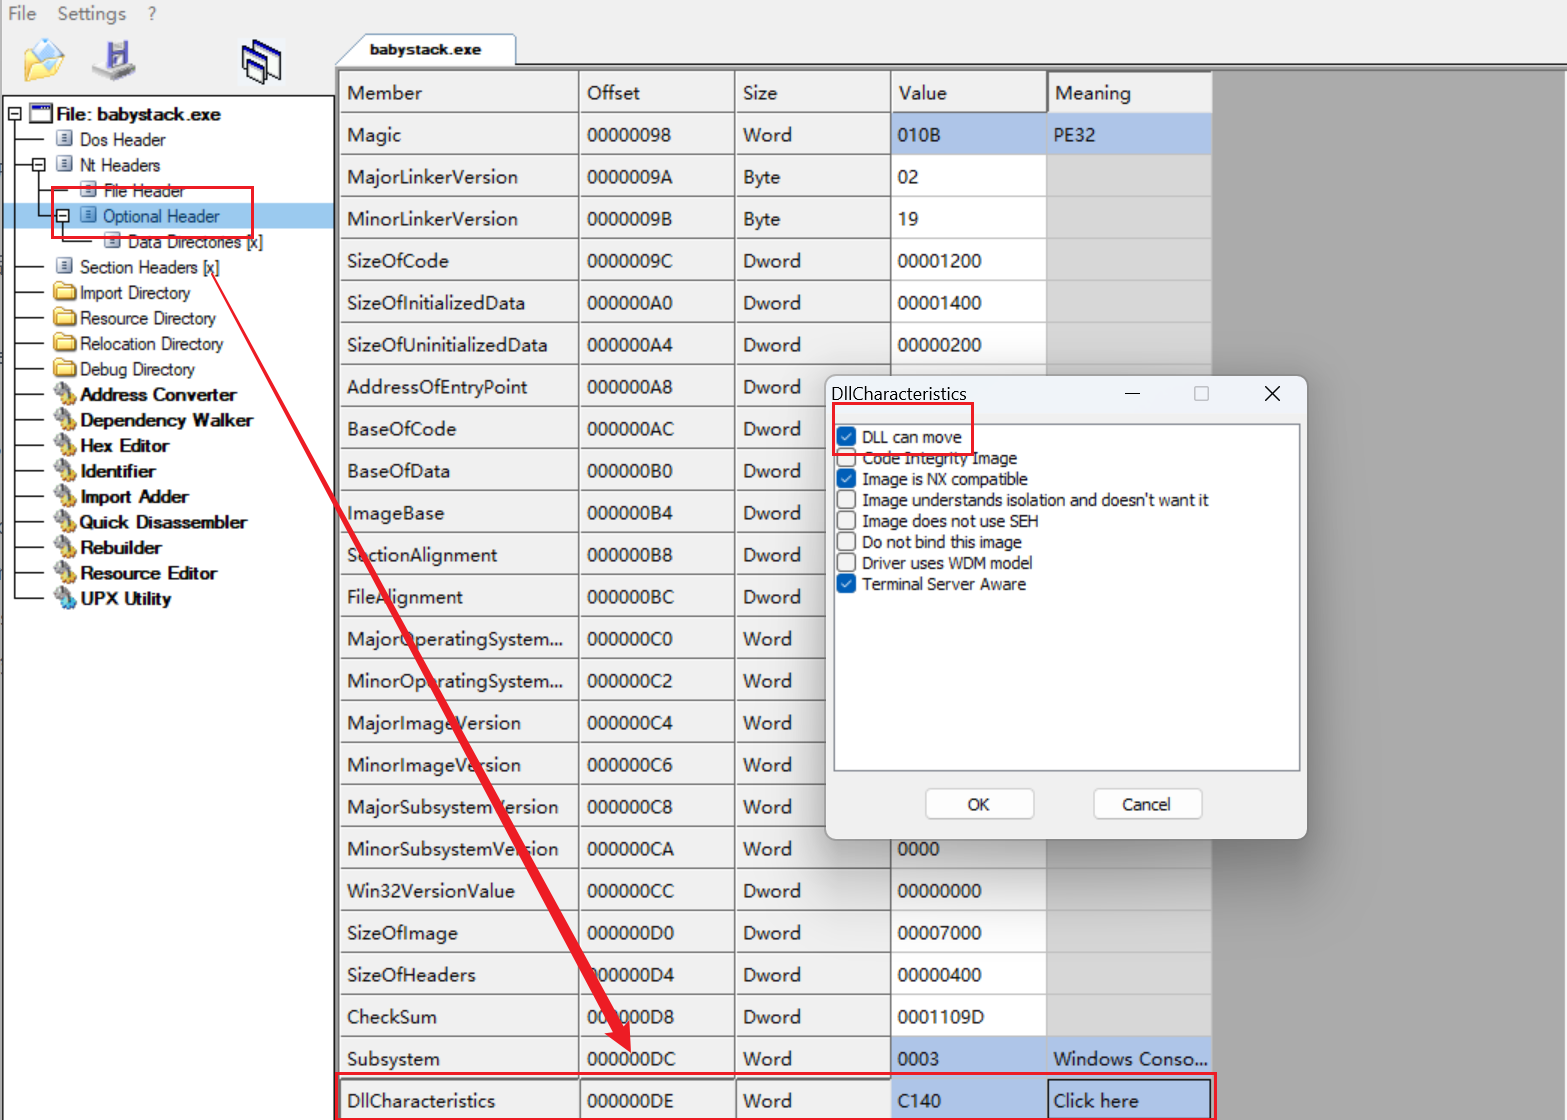 File Settings ?
babystack.exe
File: babystack.exe
Dos Header
Nt Headers
File Header
Optional Header
Data Directories [x]
Section Headers [x]
Import Directory
Resource Directory
Relocation Directory
Debug Directory
Address Converter
Dependency Walker
Hex Editor
Identifier
Import Adder
Quick Disassembler
Rebuilder
Resource Editor
UPX Utility
Member Offset Size Value Meaning
Magic 00000098 Word 010B PE32
MajorLinkerVersion 0000009A Byte 02
MinorLinkerVersion 0000009B Byte 19
SizeOfCode 0000009C Dword 00001200
SizeOfInitializedData 000000A0 Dword 00001400
SizeOfUninitializedData 000000A4 Dword 00000200
AddressOfEntryPoint 000000A8 Dword
BaseOfCode 000000AC Dword
BaseOfData 000000B0 Dword
ImageBase 000000B4 Dword
SectionAlignment 000000B8 Dword
FileAlignment 000000BC Dword
MajorOperatingSystem... 000000C0 Word
MinorOperatingSystem... 000000C2 Word
MajorImageVersion 000000C4 Word
MinorImageVersion 000000C6 Word
MajorSubsystemVersion 000000C8 Word
MinorSubsystemVersion 000000CA Word 0000
Win32VersionValue 000000CC Dword 00000000
SizeOfImage 000000D0 Dword 00007000
SizeOfHeaders 000000D4 Dword 00000400
CheckSum 000000D8 Dword 0001109D
Subsystem 000000DC Word 0003 Windows Conso...
DllCharacteristics 000000DE Word C140 Click here
DllCharacteristics
DLL can move
Code Integrity Image
Image is NX compatible
Image understands isolation and doesn't want it
Image does not use SEH
Do not bind this image
Driver uses WDM model
Terminal Server Aware
OK Cancel